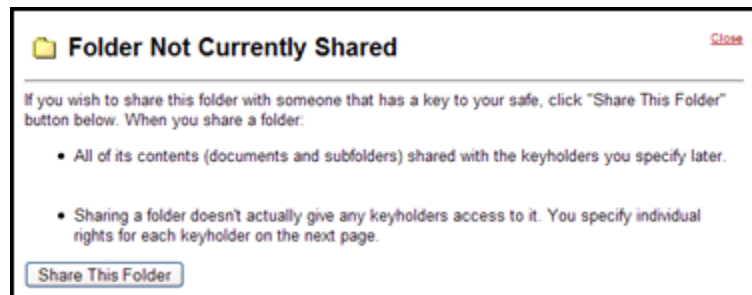 Folder Not Currently Shared
Close
If you wish to share this folder with someone that has a key to your safe, click "Share This Folder"
button below. When you share a folder:
• All of its contents (documents and subfolders) shared with the keyholders you specify later.
• Sharing a folder doesn't actually give any keyholders access to it. You specify individual
rights for each keyholder on the next page.
Share This Folder